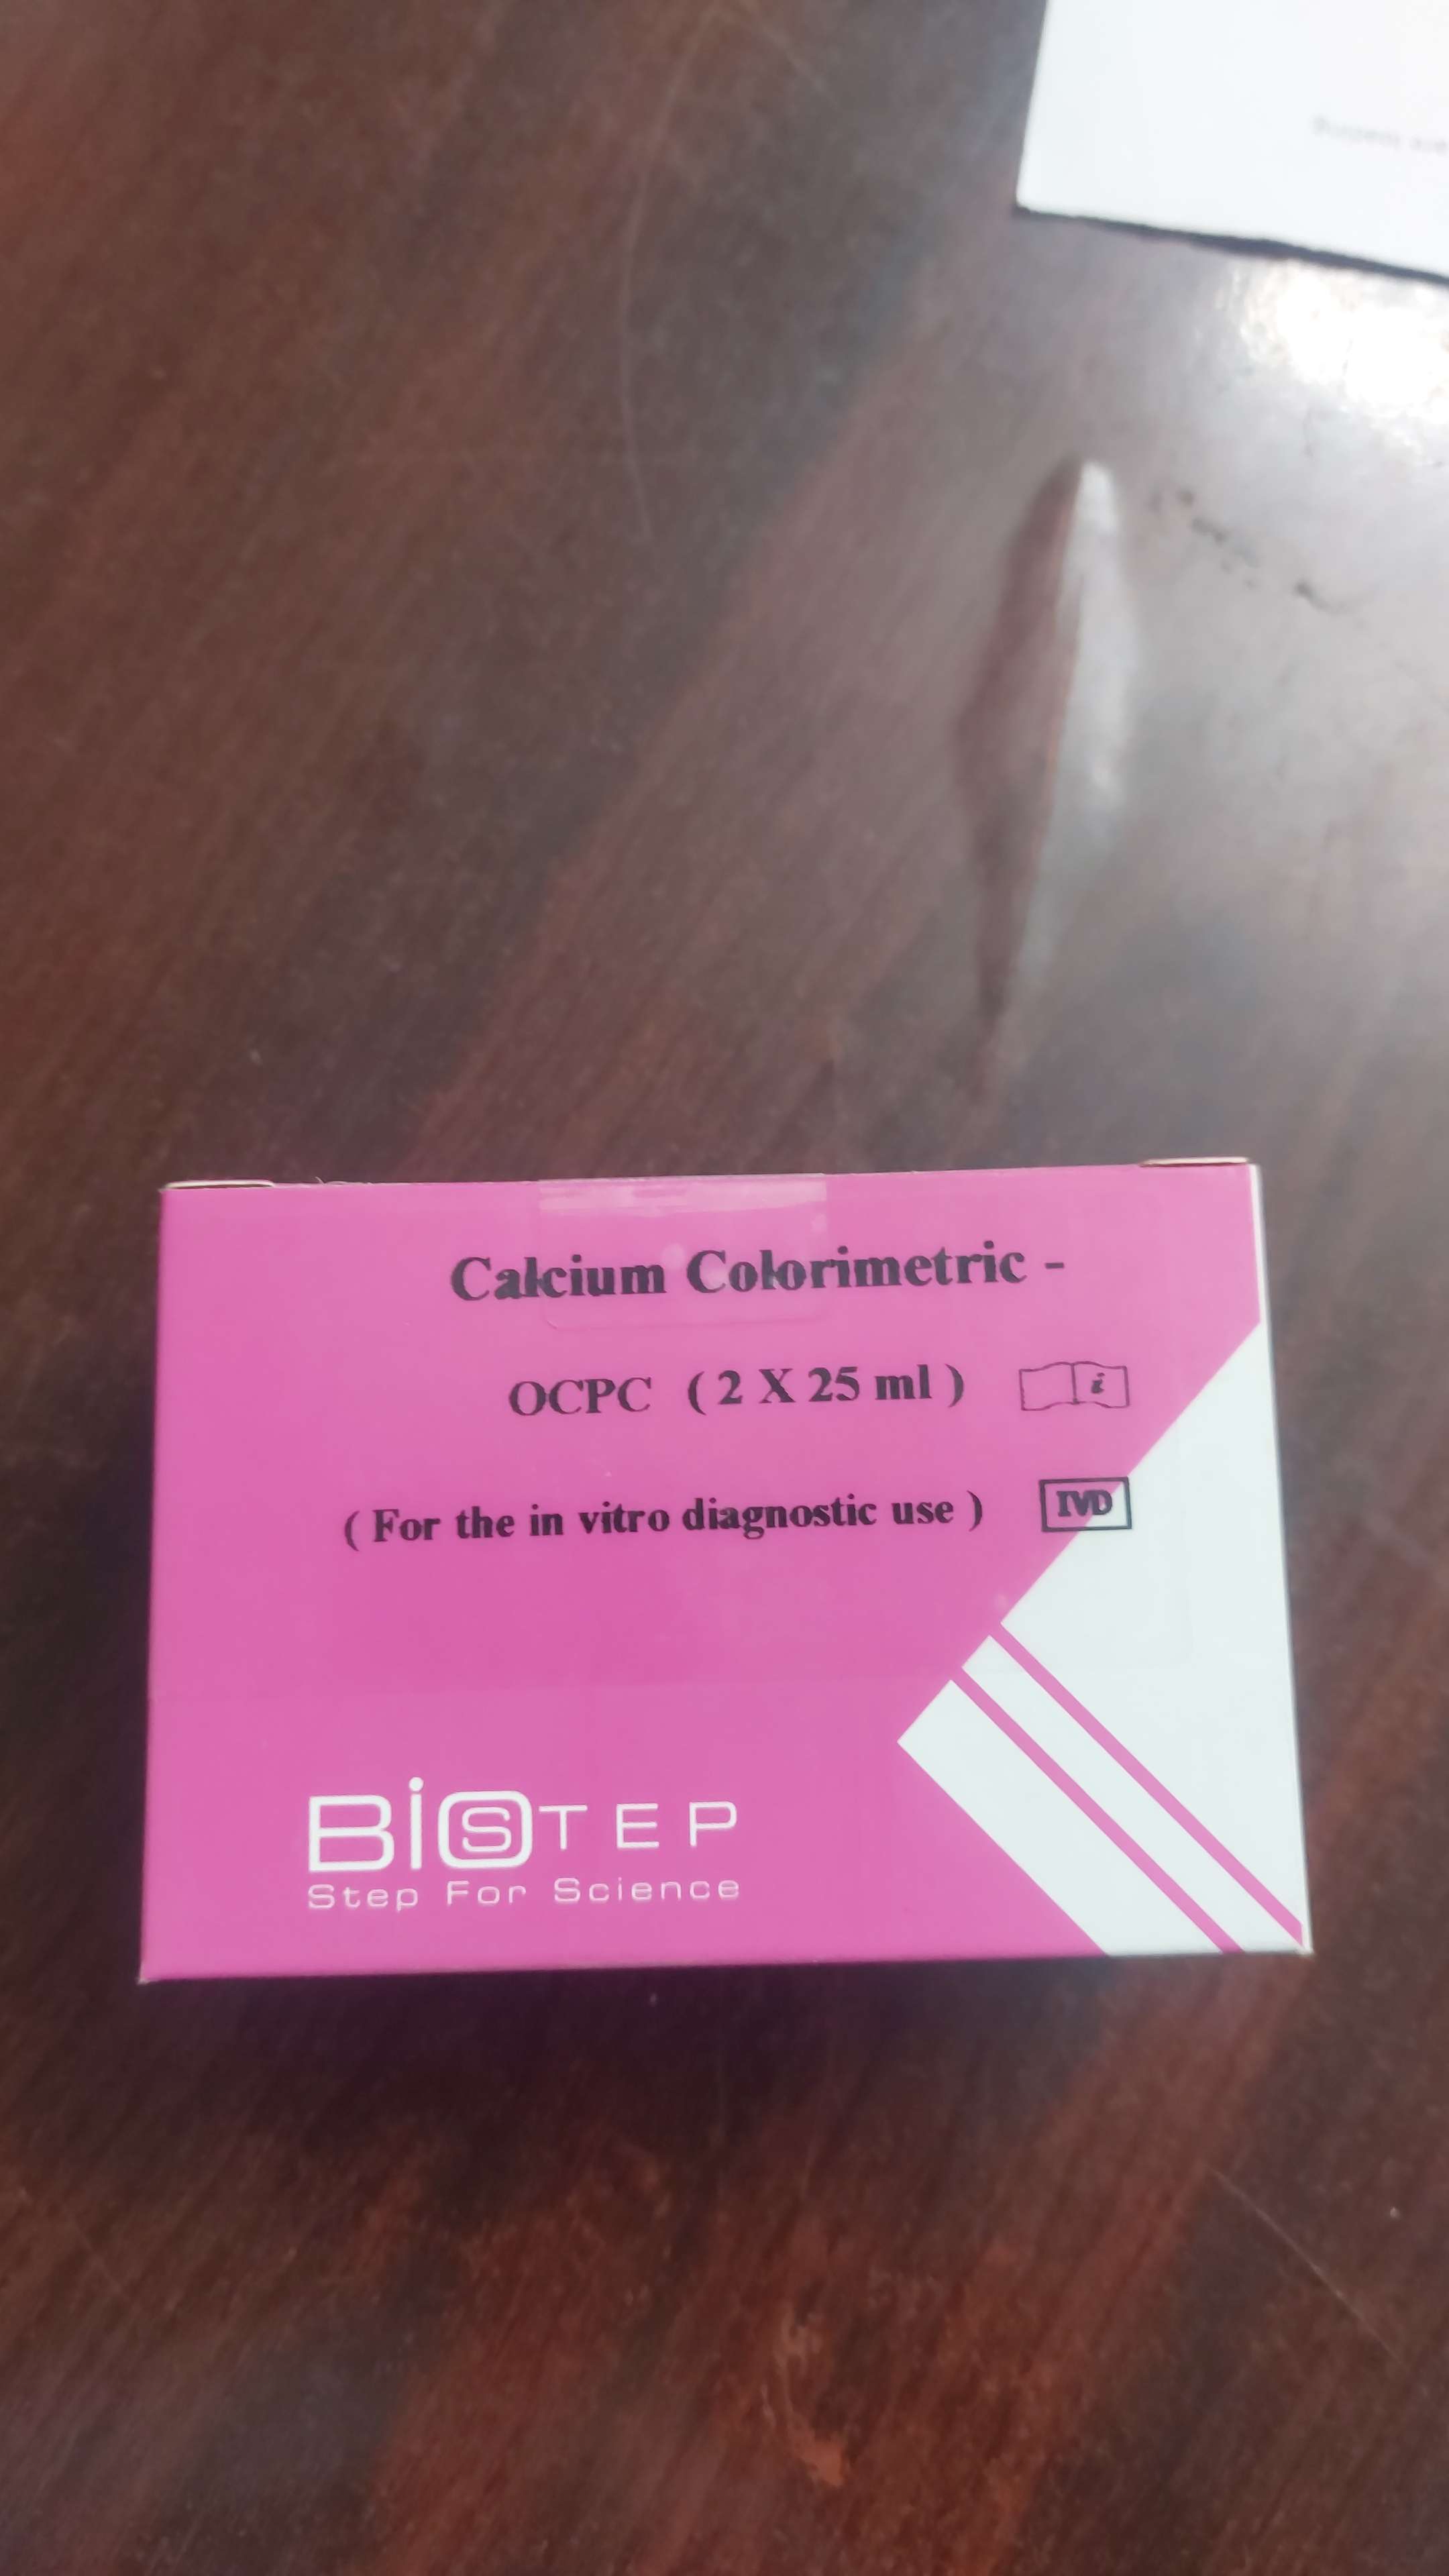 Calcium Colorimetric -
OCPC ( 2 X 25 ml ) i
( For the in vitro diagnostic use ) IVD
BiOSTEP
Step For Science